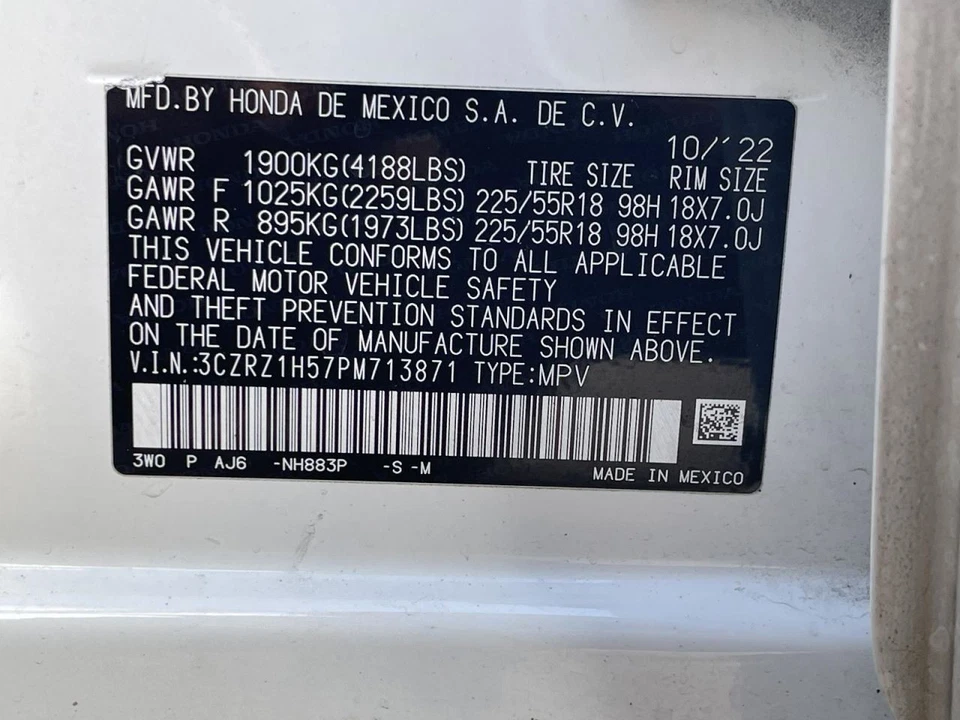 MFD.BY HONDA DE MEXICO S.A. DE C.V.
10/'22
GVWR 1900KG(4188LBS) TIRE SIZE RIM SIZE
GAWR F 1025KG(2259LBS) 225/55R18 98H 18X7.0J
GAWR R 895KG(1973LBS) 225/55R18 98H 18X7.0J
THIS VEHICLE CONFORMS TO ALL APPLICABLE
FEDERAL MOTOR VEHICLE SAFETY
AND THEFT PREVENTION STANDARDS IN EFFECT
ON THE DATE OF MANUFACTURE SHOWN ABOVE.
V.I.N.:3CZRZ1H57PM713871 TYPE:MPV
3W0 P AJ6 -NH883P -S -M
MADE IN MEXICO